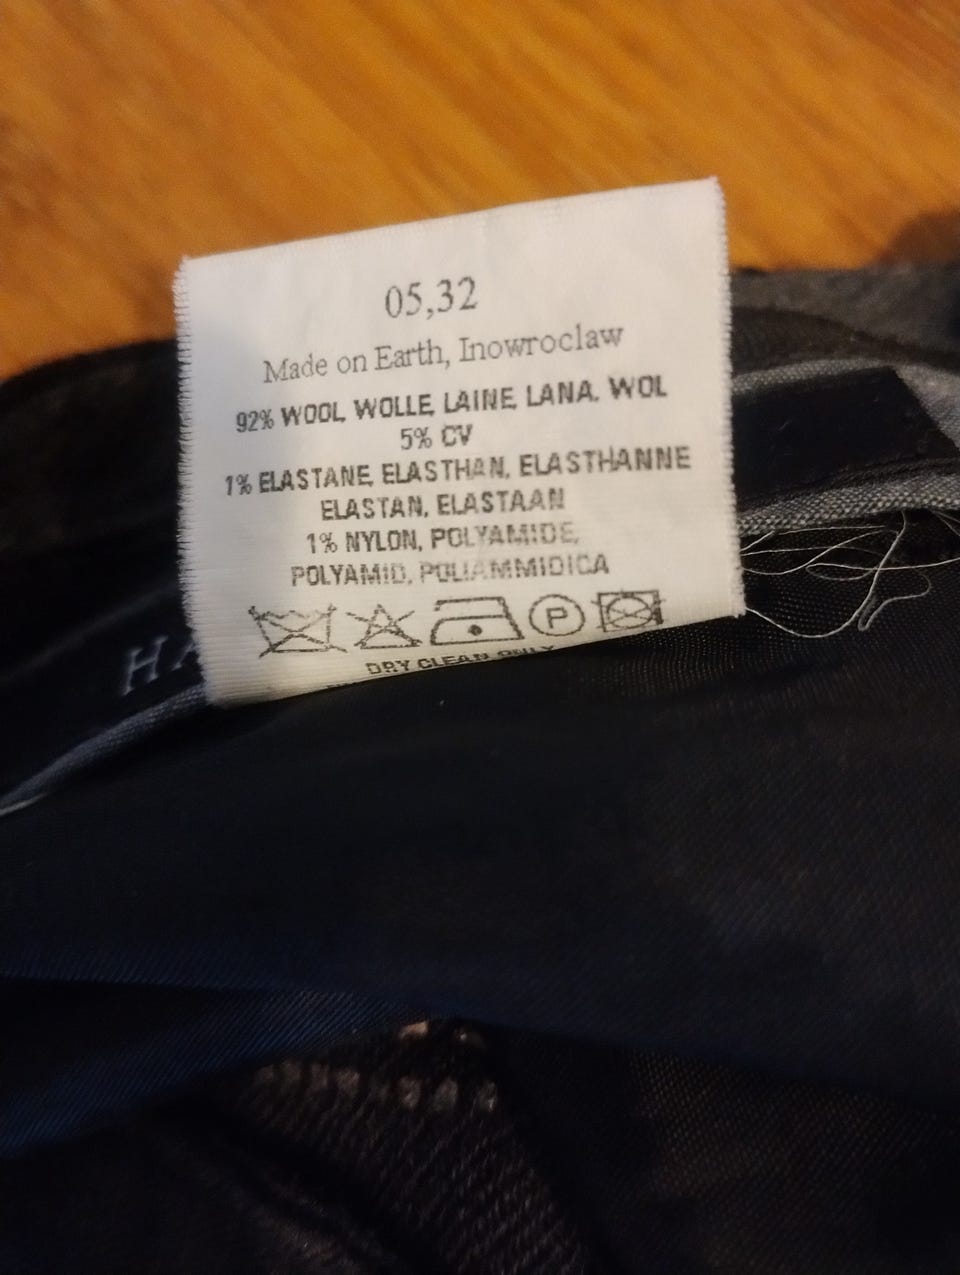 05,32
Made on Earth, Inowroclaw
92% WOOL, WOLLE, LAINE, LANA, WOL
5% CV
1% ELASTANE, ELASTHAN, ELASTHANNE
ELASTAN, ELASTAAN
1% NYLON, POLYAMIDE,
POLYAMID, POLIAMMIDICA
P
DRY CLEAN ONLY